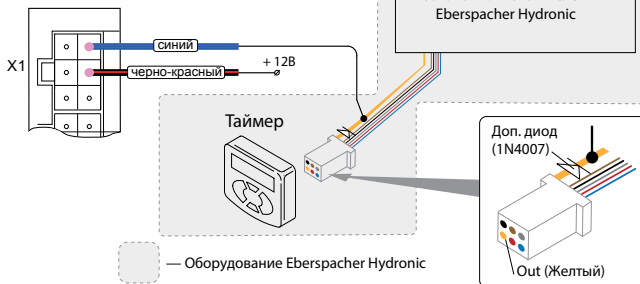 Eberspacher Hydronic
X1
синий
черно-красный
+ 12В
Таймер
Доп. диод
(1N4007)
Out (Желтый)
— Оборудование Eberspacher Hydronic